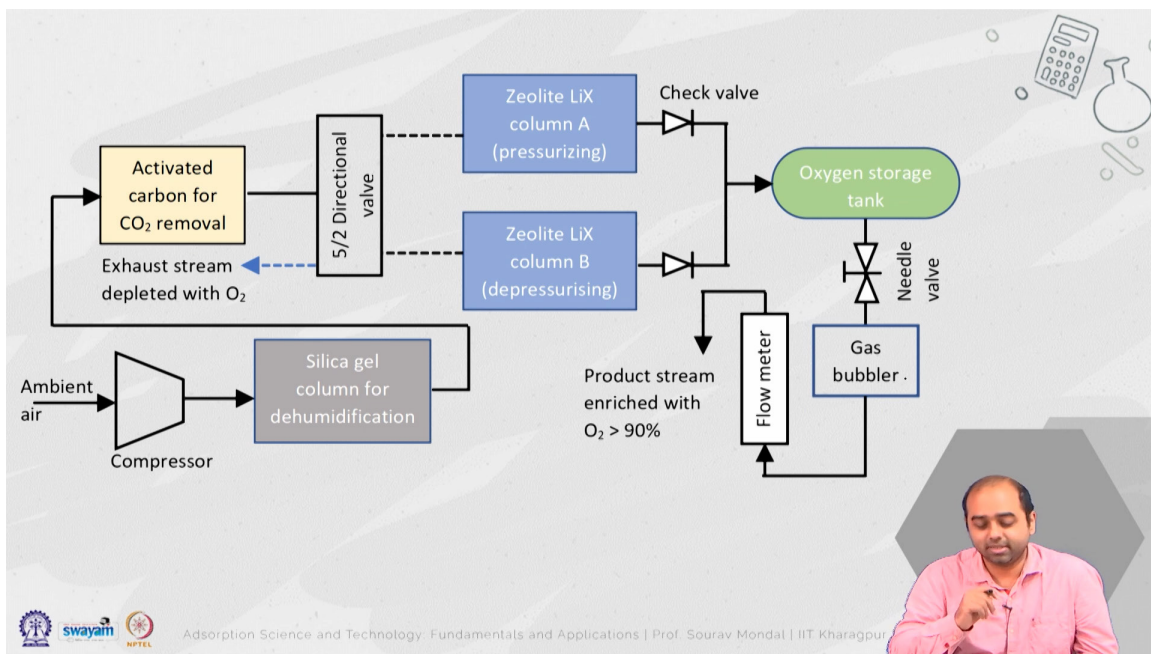 Zeolite LiX
column A
(pressurizing)
Check valve
Activated
carbon for
CO₂ removal
5/2 Directional
valve
Oxygen storage
tank
Zeolite LiX
column B
(depressurising)
Exhaust stream
depleted with O₂
Needle
valve
Ambient
air
Compressor
Silica gel
column for
dehumidification
Product stream
enriched with
O₂ > 90%
Flow meter
Gas
bubbler
swayam
NPTEL
Adsorption Science and Technology: Fundamentals and Applications | Prof. Sourav Mondal | IIT Kharagpur